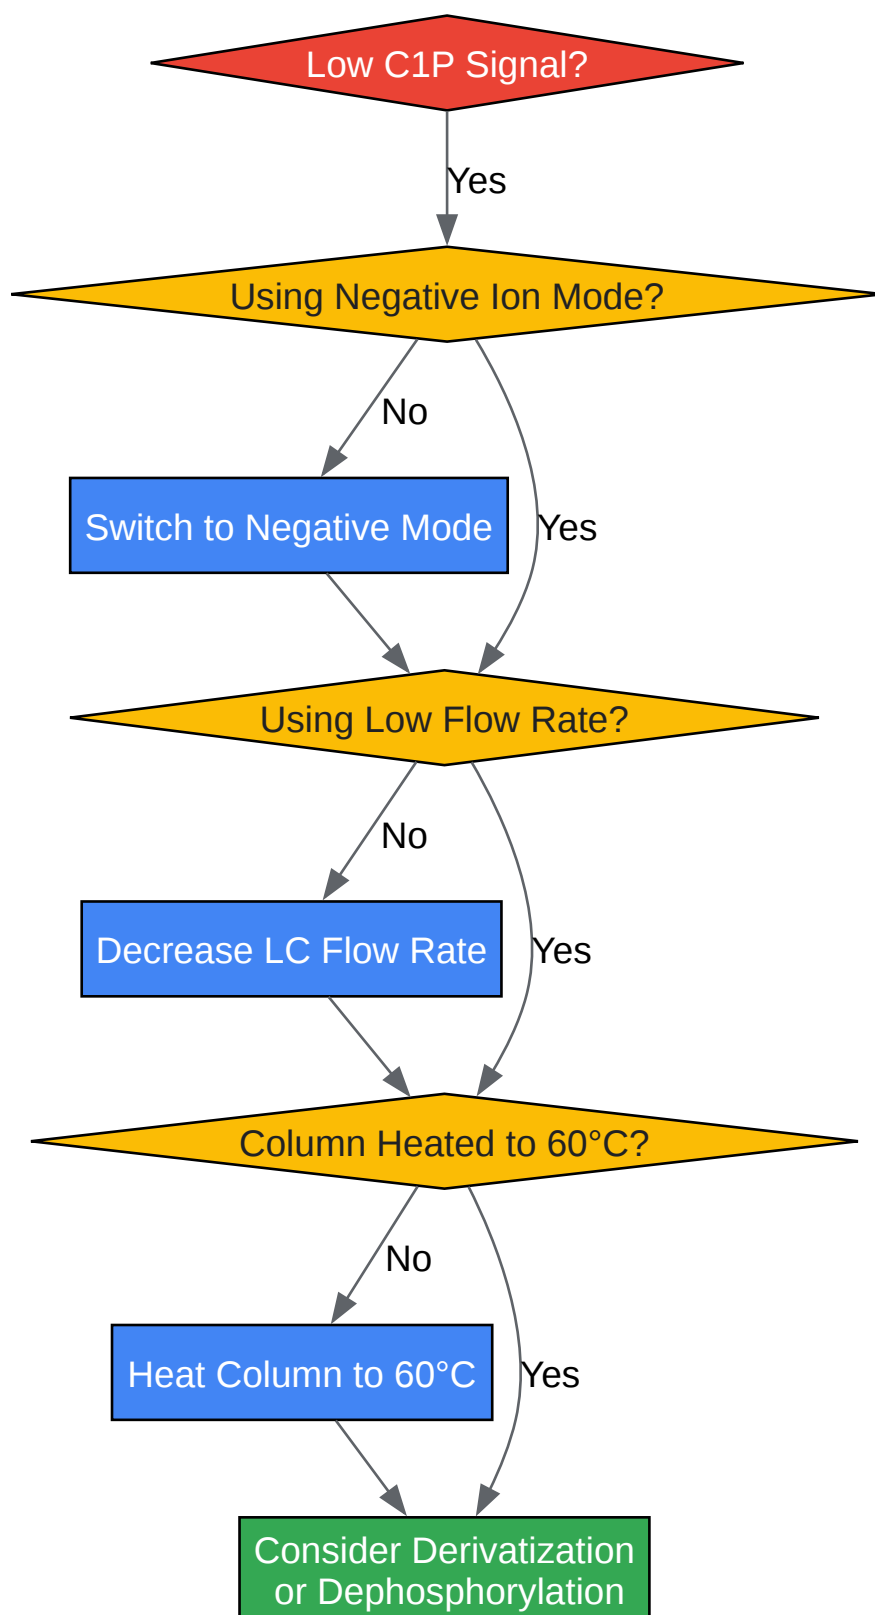 Low C1P Signal?
Yes
Using Negative Ion Mode?
No
Switch to Negative Mode
Yes
Using Low Flow Rate?
No
Decrease LC Flow Rate
Yes
Column Heated to 60°C?
No
Heat Column to 60°C
Yes
Consider Derivatization
or Dephosphorylation